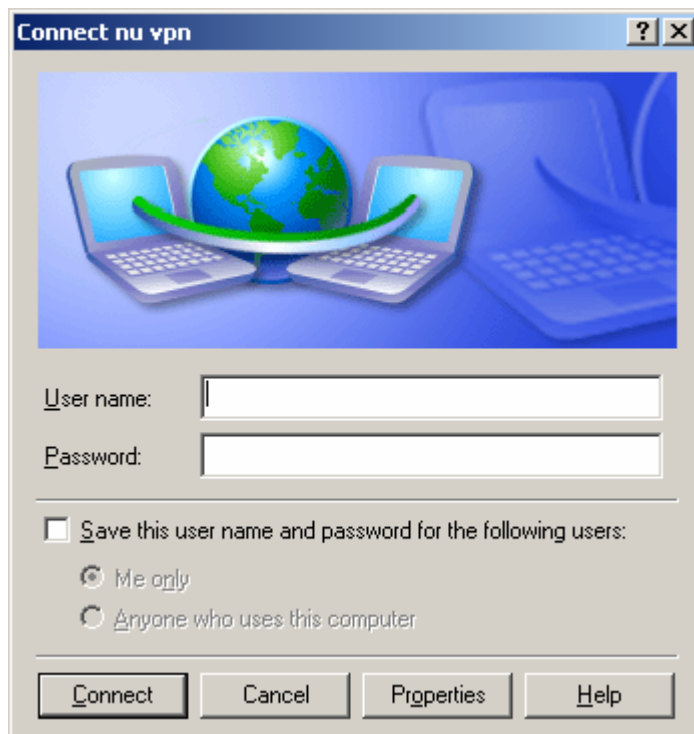 Connect nu vpn
User name:
Password:
Save this user name and password for the following users:
Me only
Anyone who uses this computer
Connect Cancel Properties Help